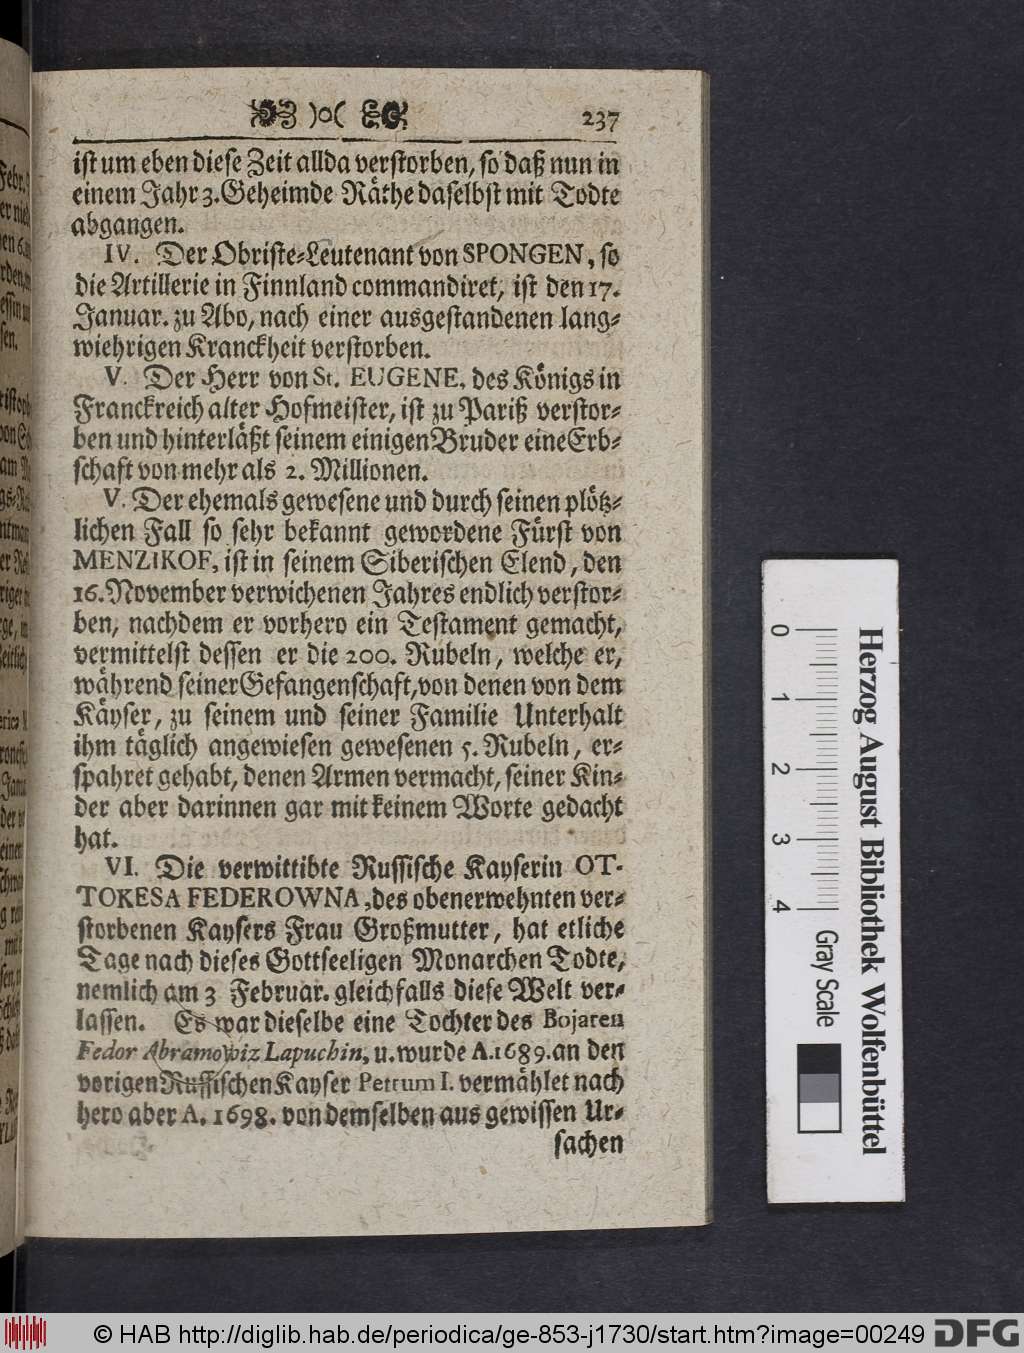 237
ist um eben diese Zeit allda verstorben, so daß nun in
einem Jahr 3. Geheimde Räthe daselbst mit Todte
abgangen.
IV. Der Obriste-Leutenant von SPONGEN, so
die Artillerie in Finnland commandiret, ist den 17.
Januar. zu Abo, nach einer ausgestandenen lang-
wiehrigen Kranckheit verstorben.
V. Der Herr von St. EUGENE, des Königs in
Franckreich alter Hofmeister, ist zu Pariß verstor-
ben und hinterläßt seinem einigen Bruder eine Erb-
schaft von mehr als 2. Millionen.
V. Der ehemals gewesene und durch seinen plötz-
lichen Fall so sehr bekannt gewordene Fürst von
MENZIKOF, ist in seinem Siberischen Elend, den
16. November verwichenen Jahres endlich verstor-
ben, nachdem er vorhero ein Testament gemacht,
vermittelst dessen er die 200. Rubeln, welche er,
während seiner Gefangenschaft, von denen von dem
Käyser, zu seinem und seiner Familie Unterhalt
ihm täglich angewiesen gewesenen 5. Rubeln, er-
spahret gehabt, denen Armen vermacht, seiner Kin-
der aber darinnen gar mit keinem Worte gedacht
hat.
VI. Die verwittibte Russische Kayserin OT-
TOKESA FEDEROWNA, des obenerwehnten ver-
storbenen Kaysers Frau Großmutter, hat etliche
Tage nach dieses Gottseeligen Monarchen Todte,
nemlich am 3 Februar. gleichfalls diese Welt ver-
lassen. Es war dieselbe eine Tochter des Bojaren
Fedor Abramowiz Lapuchin, u. wurde A. 1689. an den
vorigen Russischen Kayser Petrum I. vermählet nach
hero aber A. 1698. von demselben aus gewissen Ur-
sachen
0 1 2 3 4 Gray Scale
Herzog August Bibliothek Wolfenbüttel
© HAB http://diglib.hab.de/periodica/ge-853-j1730/start.htm?image=00249
DFG